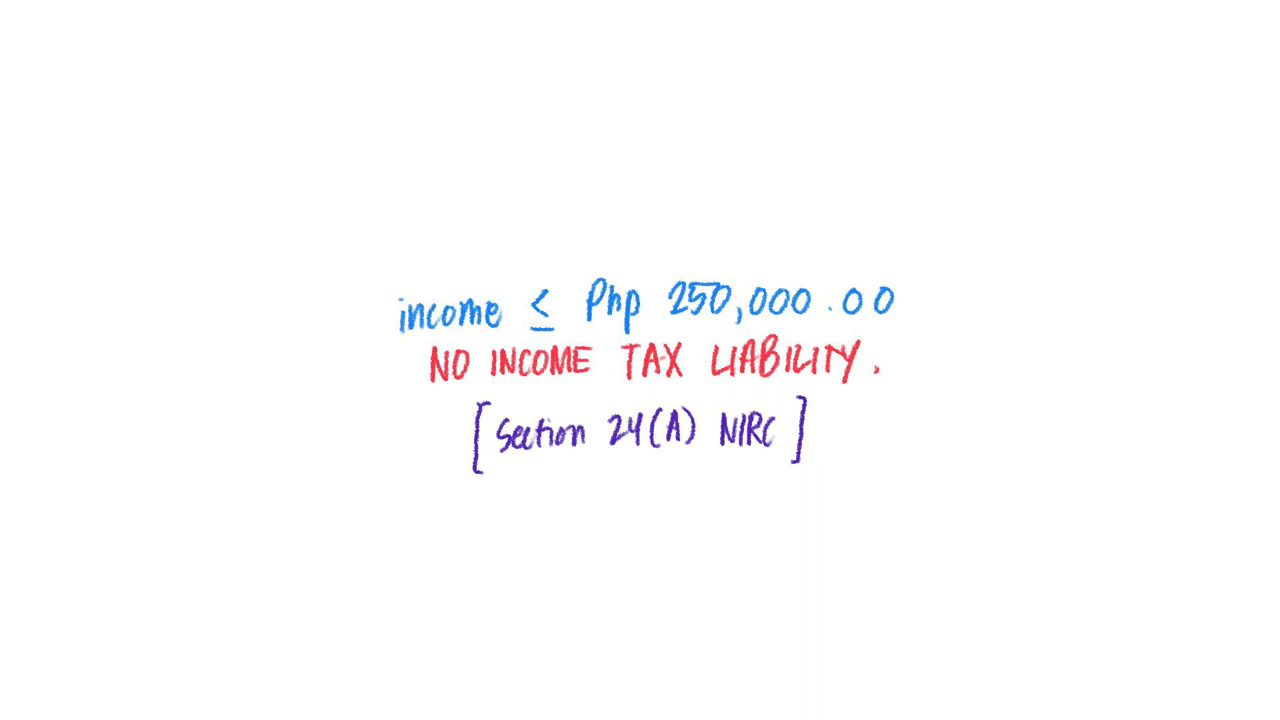 income ≤ Php 250,000.00
NO INCOME TAX LIABILITY.
[Section 24(A) NIRC]